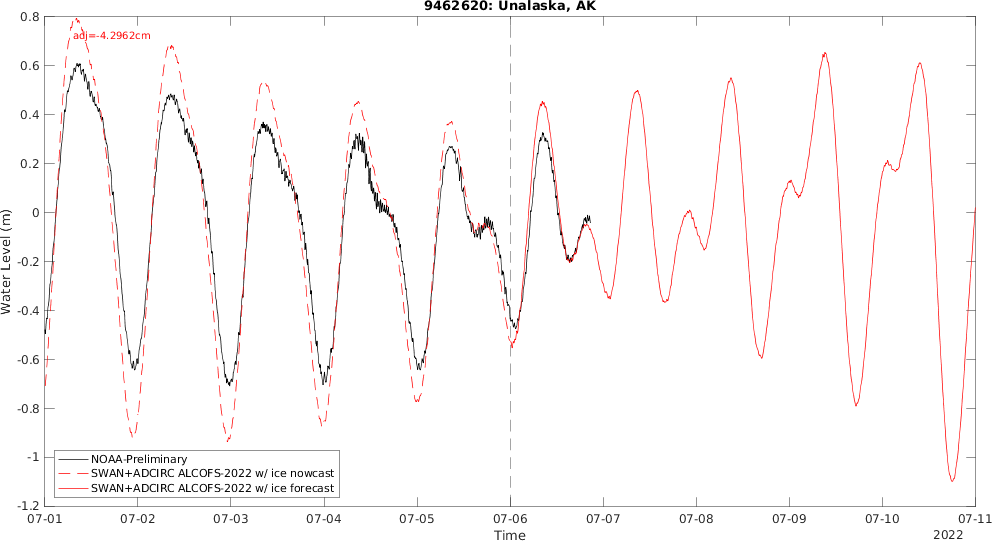 9462620: Unalaska, AK
adj=-4.2962cm
Water Level (m)
0.8
0.6
0.4
0.2
0
-0.2
-0.4
-0.6
-0.8
-1
-1.2
NOAA-Preliminary
SWAN+ADCIRC ALCOFS-2022 w/ ice nowcast
SWAN+ADCIRC ALCOFS-2022 w/ ice forecast
07-01 07-02 07-03 07-04 07-05 07-06 07-07 07-08 07-09 07-10 07-11
Time
2022